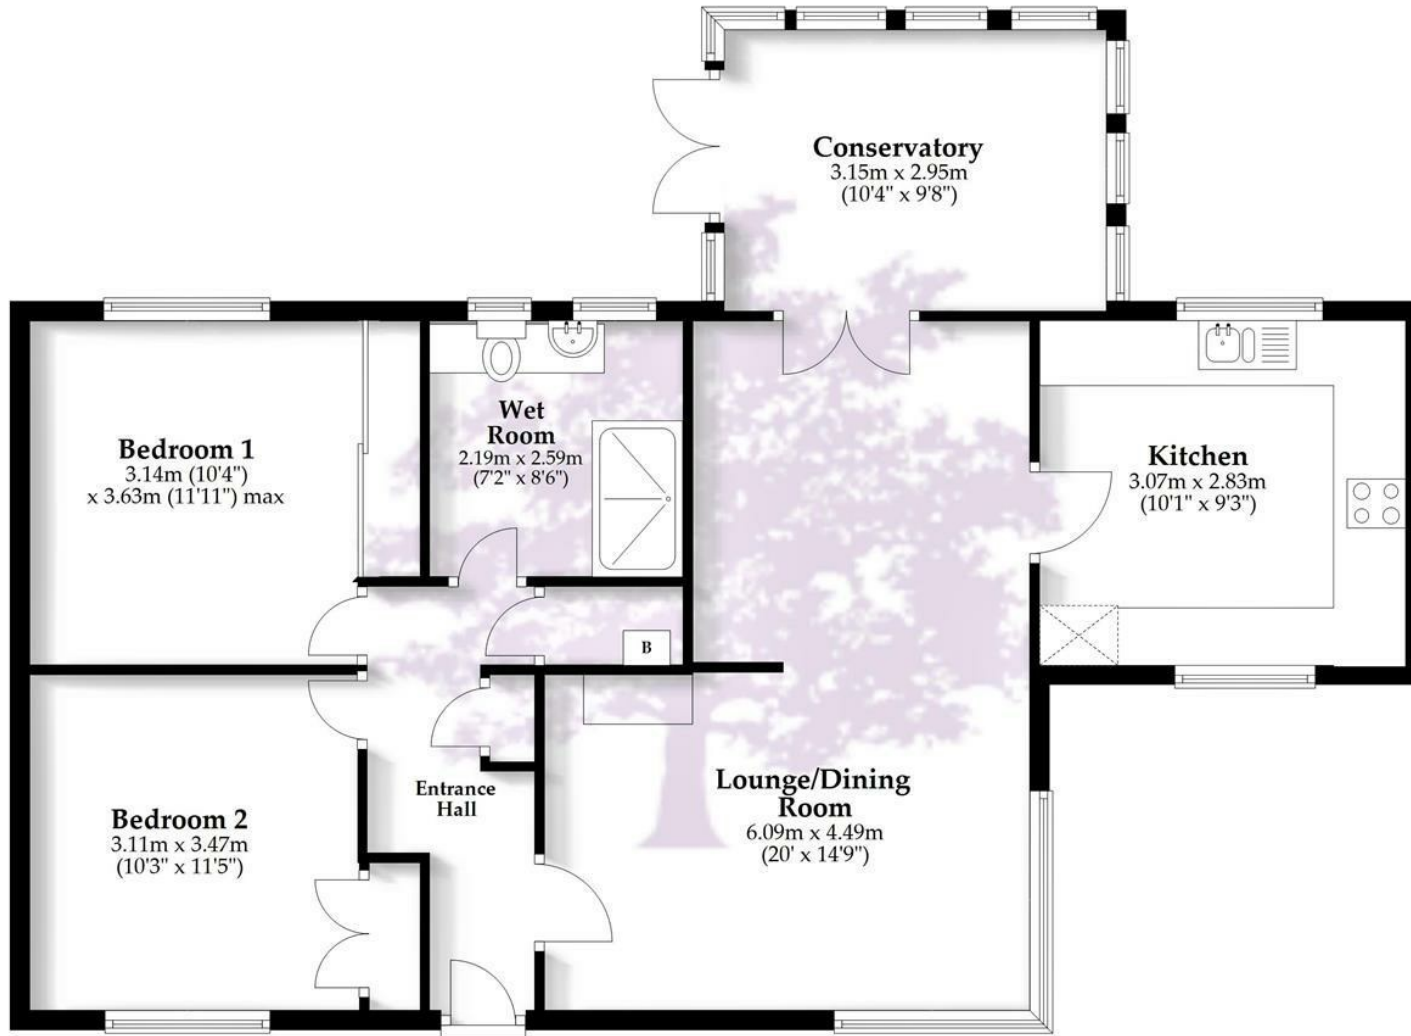 Conservatory
3.15m x 2.95m
(10'4" x 9'8")
Bedroom 1
3.14m (10'4")
x 3.63m (11'11") max
Wet
Room
2.19m x 2.59m
(7'2" x 8'6")
Kitchen
3.07m x 2.83m
(10'1" x 9'3")
B
Bedroom 2
3.11m x 3.47m
(10'3" x 11'5")
Entrance
Hall
Lounge/Dining
Room
6.09m x 4.49m
(20' x 14'9")